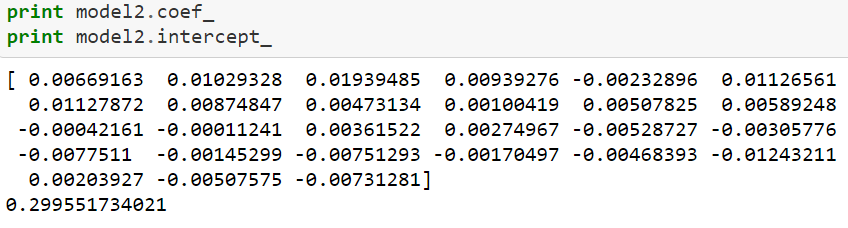 print model2.coef_
print model2.intercept_
[ 0.00669163 0.01029328 0.01939485 0.00939276 -0.00232896 0.01126561
0.01127872 0.00874847 0.00473134 0.00100419 0.00507825 0.00589248
-0.00042161 -0.00011241 0.00361522 0.00274967 -0.00528727 -0.00305776
-0.0077511 -0.00145299 -0.00751293 -0.00170497 -0.00468393 -0.01243211
0.00203927 -0.00507575 -0.00731281]
0.299551734021